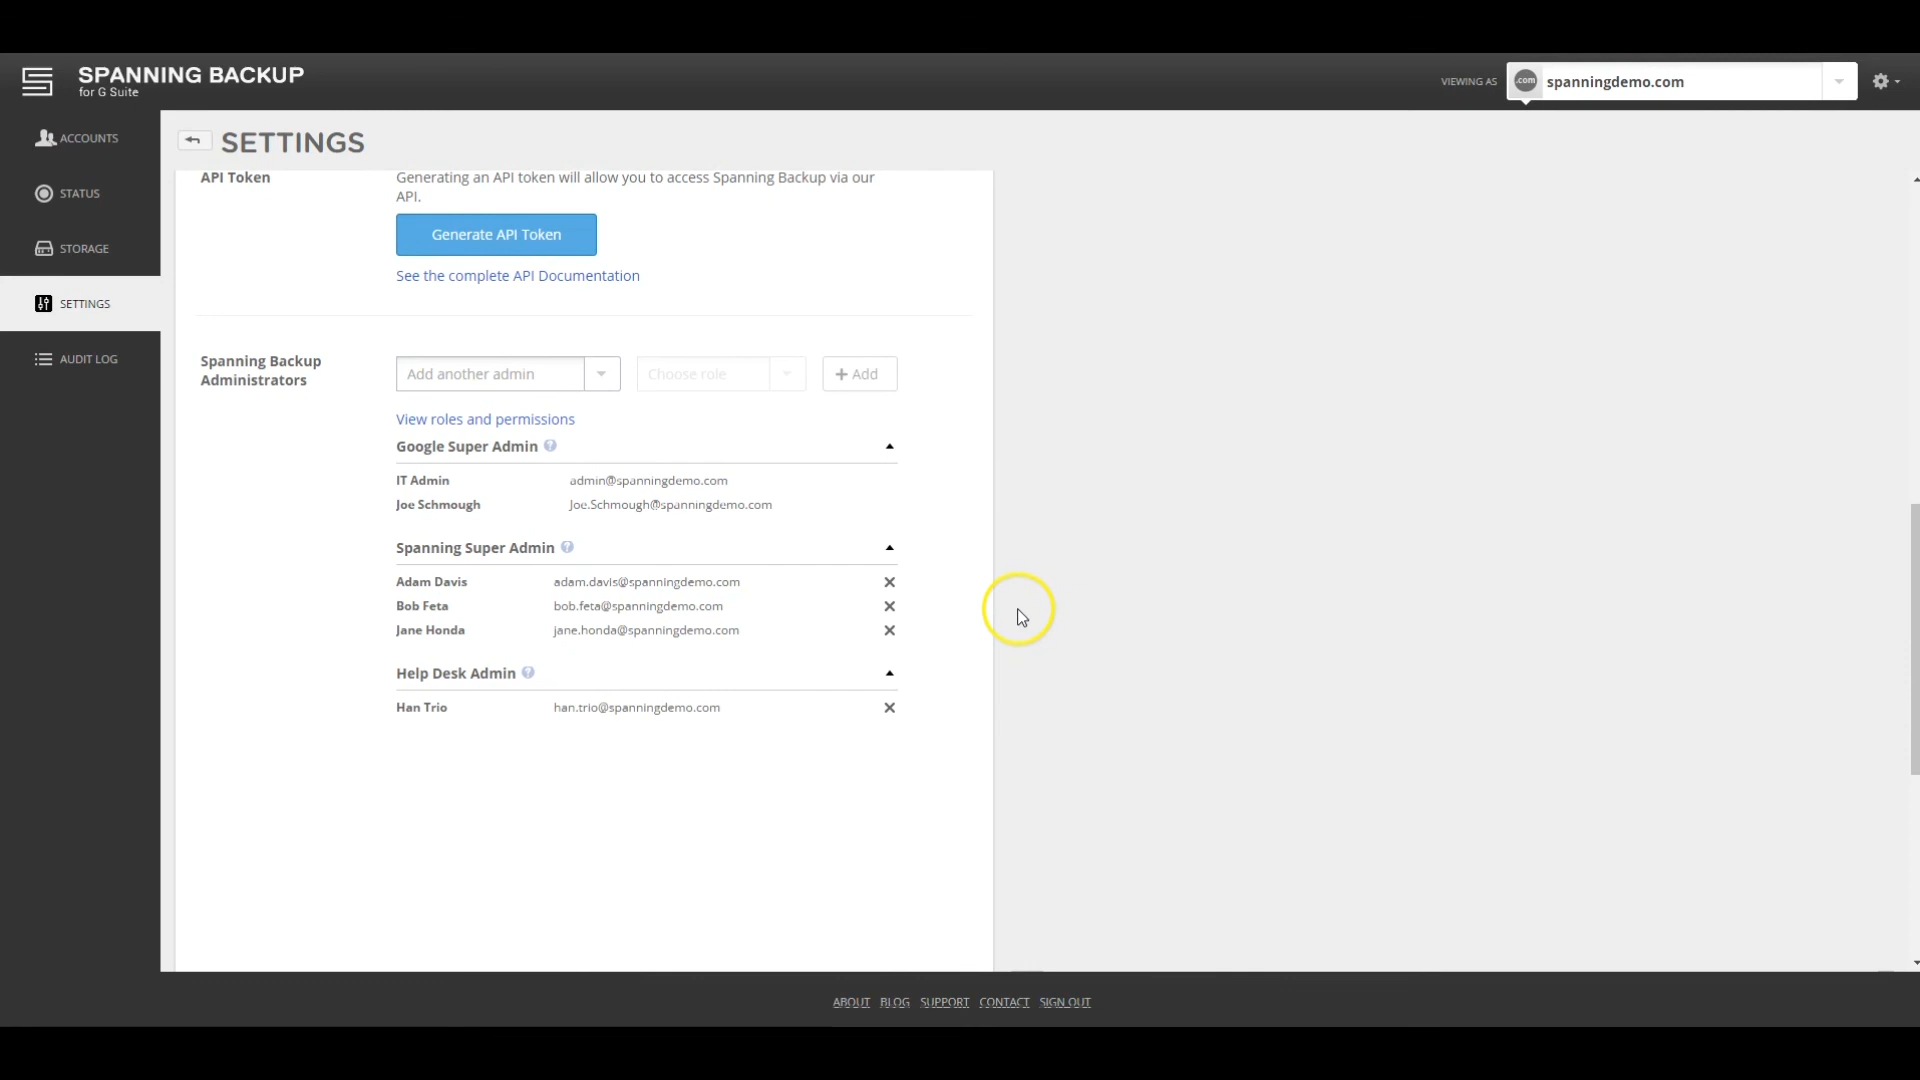 SPANNING BACKUP
for G Suite
VIEWING AS
.com
spanningdemo.com
ACCOUNTS
STATUS
STORAGE
SETTINGS
AUDIT LOG
SETTINGS
API Token
Generating an API token will allow you to access Spanning Backup via our
API.
Generate API Token
See the complete API Documentation
Spanning Backup
Administrators
Add another admin
Choose role
+ Add
View roles and permissions
Google Super Admin ?
IT Admin admin@spanningdemo.com
Joe Schmough Joe.Schmough@spanningdemo.com
Spanning Super Admin ?
Adam Davis adam.davis@spanningdemo.com
Bob Feta bob.feta@spanningdemo.com
Jane Honda jane.honda@spanningdemo.com
Help Desk Admin ?
Han Trio han.trio@spanningdemo.com
ABOUT BLOG SUPPORT CONTACT SIGN OUT